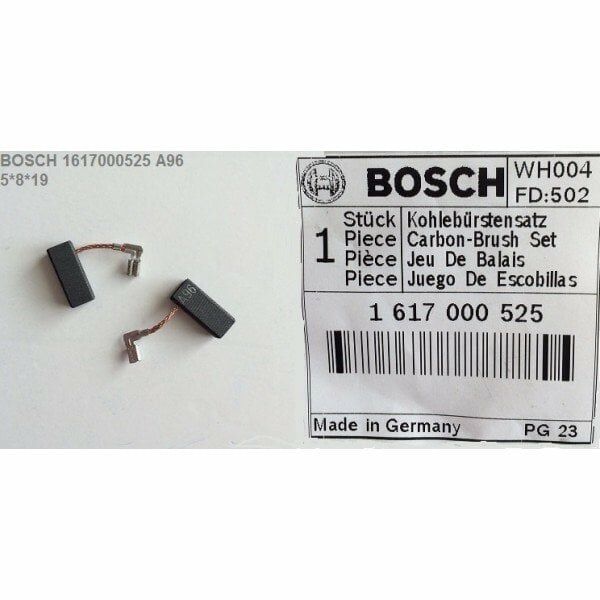 BOSCH 1617000525 A96
5*8*19
A96
BOSCH
WH004
FD:502
1
Stück Kohlebürstensatz
Piece Carbon-Brush Set
Pièce Jeu De Balais
Piece Juego De Escobillas
1 617 000 525
Made in Germany
PG 23